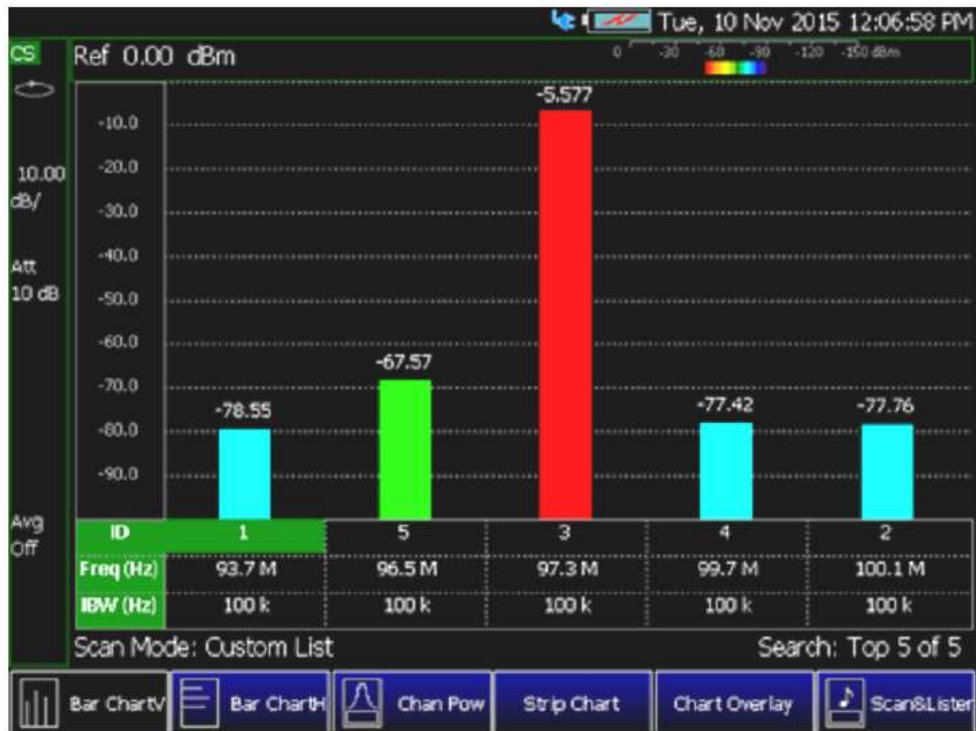 Tue, 10 Nov 2015 12:06:58 PM
CS
Ref 0.00 dBm
0 -30 -60 -90 -120 -150 dBm
10.00
dB/
Att
10 dB
Avg
Off
-10.0
-20.0
-30.0
-40.0
-50.0
-60.0
-70.0
-80.0
-90.0
-78.55
-67.57
-5.577
-77.42
-77.76
ID 1 5 3 4 2
Freq (Hz) 93.7 M 96.5 M 97.3 M 99.7 M 100.1 M
IBW (Hz) 100 k 100 k 100 k 100 k 100 k
Scan Mode: Custom List Search: Top 5 of 5
Bar ChartV Bar ChartH Chan Pow Strip Chart Chart Overlay Scan&Listen